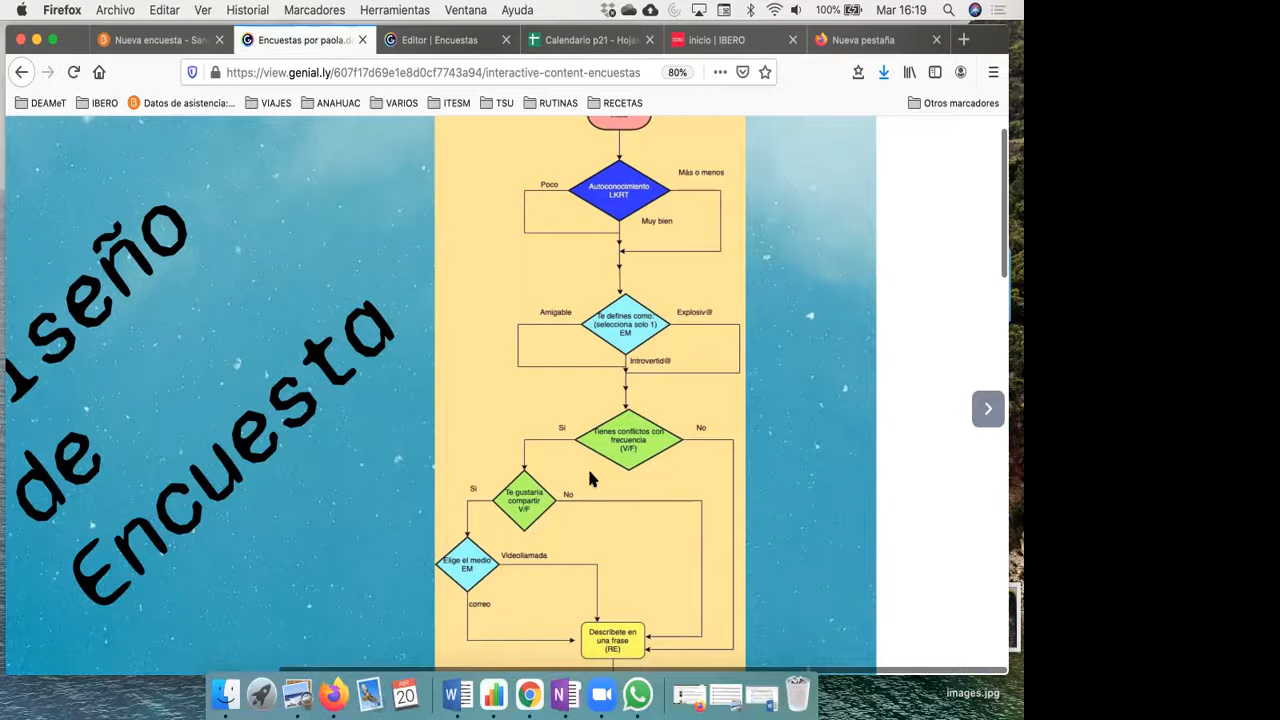 Firefox Archivo Editar Ver Historial Marcadores Herramientas Ventana Ayuda 100% Mar 16:19
Nueva encuesta - San
Encuestas por paola.d
Editor | Encuestas
Calendario p21 - Hoja
inicio | IBERO
Nueva pestaña
https://view.genial.ly/607f17d69e1e8d0cf7743a94/interactive-content-encuestas 80%
DEAMeT IBERO Datos de asistencia:... VIAJES ANAHUAC VARIOS ITESM TSU RUTINAS RECETAS Otros marcadores
iseño
de
Encuesta
Más o menos
Poco
Autoconocimiento
LKRT
Muy bien
Amigable
Explosiv@
Te defines como:
(selecciona solo 1)
EM
Introvertid@
Si
No
Tienes conflictos con
frecuencia
(V/F)
Si
No
Te gustaría
compartir
V/F
Videollamada
Elige el medio
EM
correo
Descríbete en
una frase
(RE)
20
images.jpg